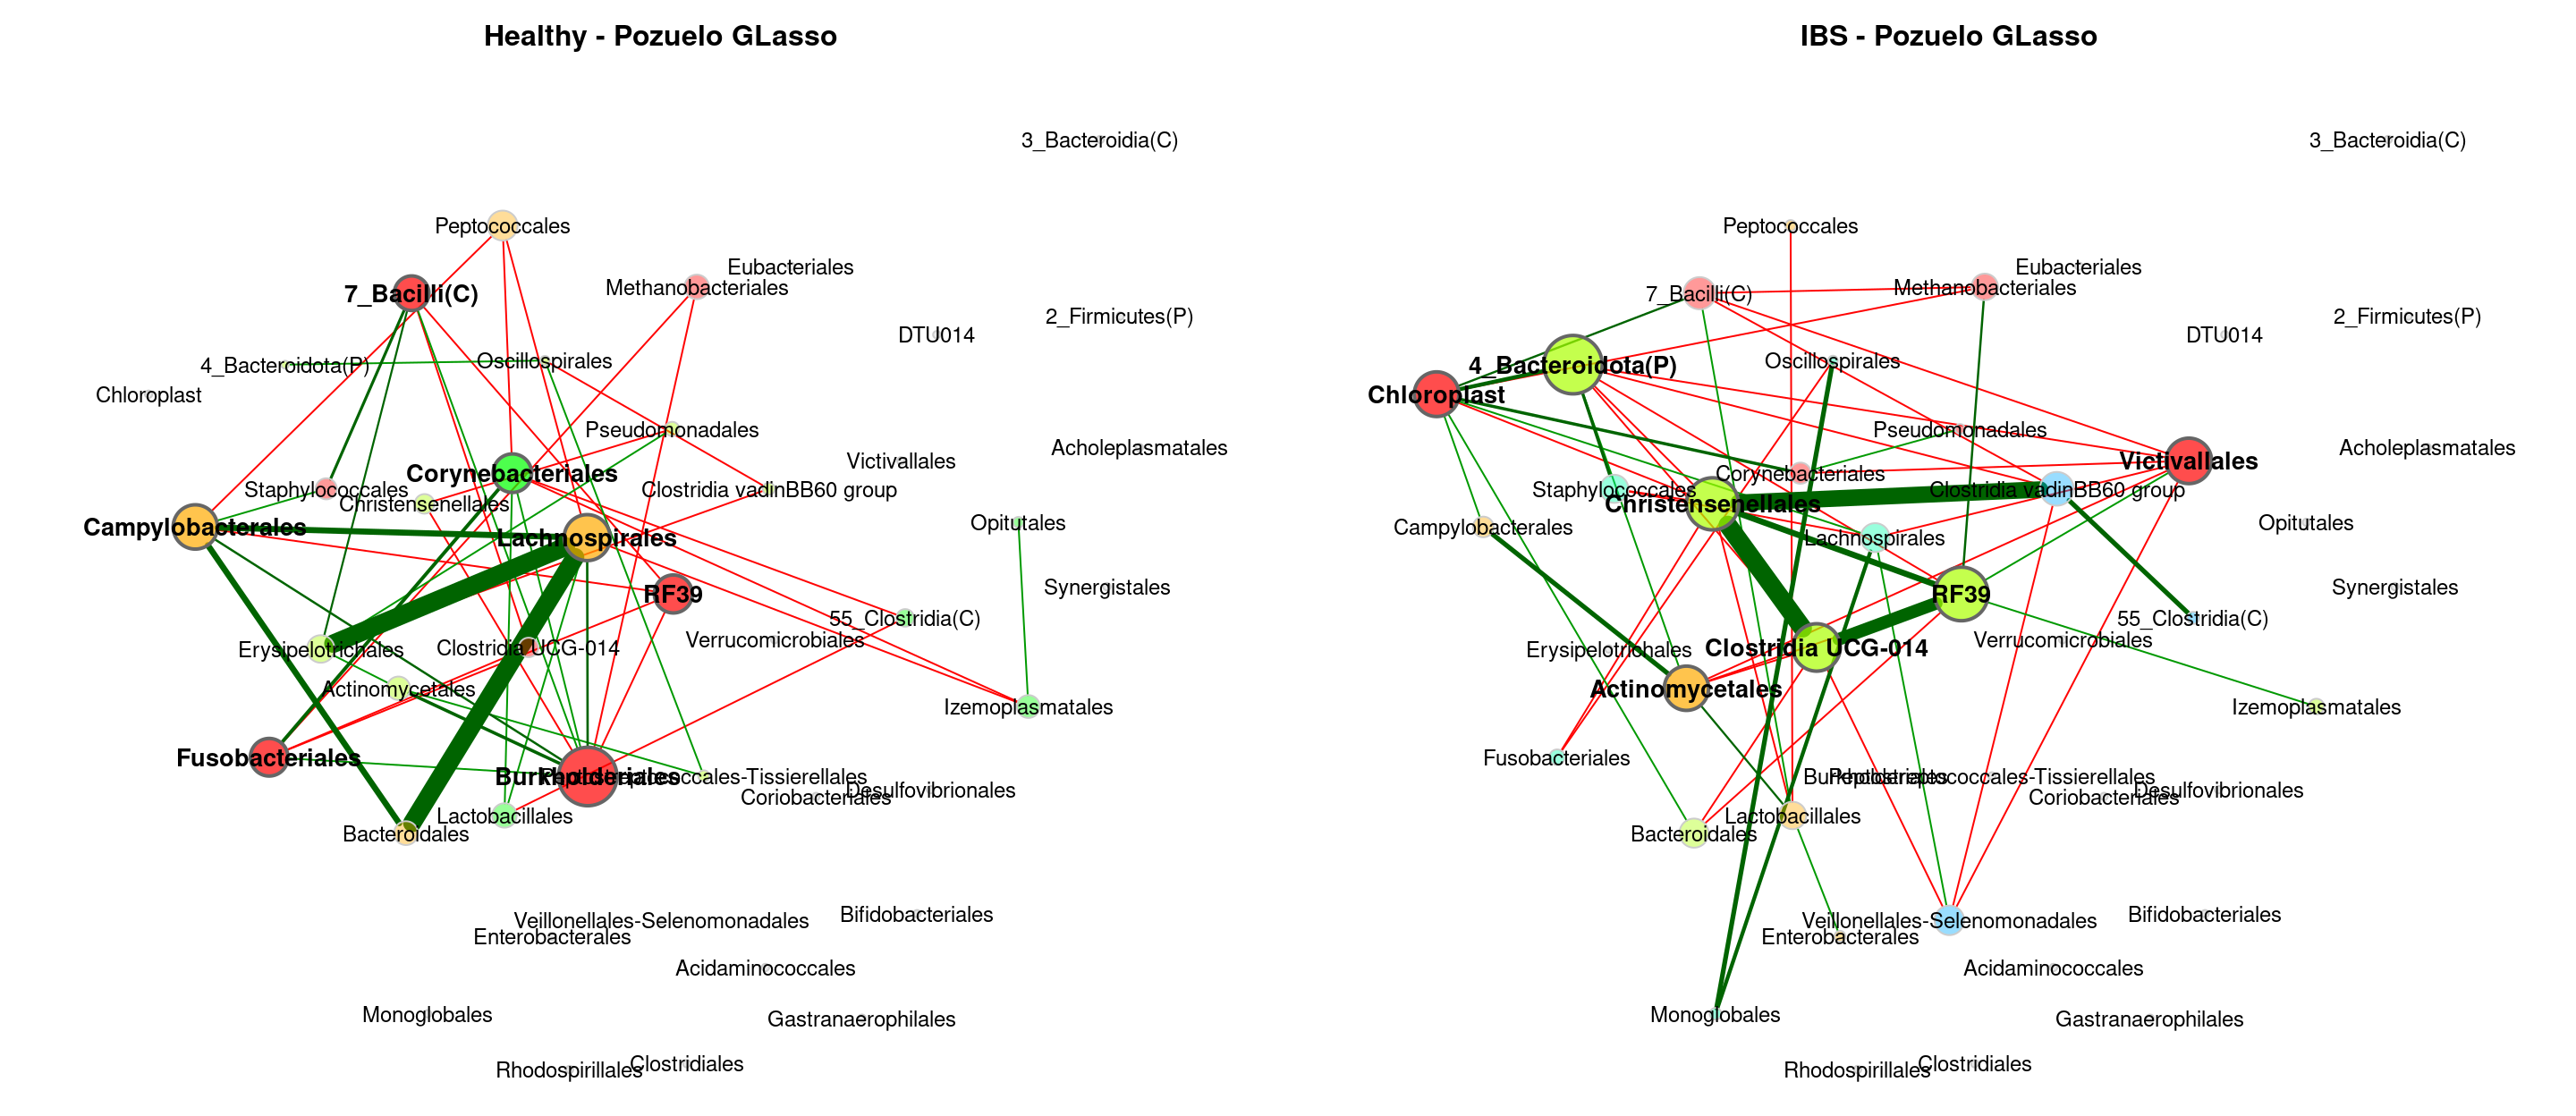 Healthy - Pozuelo GLasso
3_Bacteroidia(C)
Peptococcales
Eubacteriales
Methanobacteriales
7_Bacilli(C)
2_Firmicutes(P)
DTU014
Oscillospirales
4_Bacteroidota(P)
Chloroplast
Pseudomonadales
Acholeplasmatales
Victivallales
Corynebacteriales
Staphylococcales
Clostridia vadinBB60 group
Christensenellales
Opitutales
Campylobacterales
Lachnospirales
Synergistales
RF39
55_Clostridia(C)
Verrucomicrobiales
Clostridia UCG-014
Erysipelotrichales
Actinomycetales
Izemoplasmatales
Fusobacteriales
Burkholderiales
Peptostreptococcales-Tissierellales
Desulfovibrionales
Coriobacteriales
Lactobacillales
Bacteroidales
Bifidobacteriales
Veillonellales-Selenomonadales
Enterobacterales
Acidaminococcales
Monoglobales
Gastranaerophilales
Clostridiales
Rhodospirillales
IBS - Pozuelo GLasso
3_Bacteroidia(C)
Peptococcales
Eubacteriales
Methanobacteriales
7_Bacilli(C)
2_Firmicutes(P)
DTU014
Oscillospirales
4_Bacteroidota(P)
Chloroplast
Pseudomonadales
Acholeplasmatales
Victivallales
Corynebacteriales
Staphylococcales
Clostridia vadinBB60 group
Christensenellales
Opitutales
Campylobacterales
Lachnospirales
Synergistales
RF39
55_Clostridia(C)
Verrucomicrobiales
Clostridia UCG-014
Erysipelotrichales
Actinomycetales
Izemoplasmatales
Fusobacteriales
Burkholderiales
Peptostreptococcales-Tissierellales
Desulfovibrionales
Coriobacteriales
Lactobacillales
Bacteroidales
Bifidobacteriales
Veillonellales-Selenomonadales
Enterobacterales
Acidaminococcales
Monoglobales
Gastranaerophilales
Clostridiales
Rhodospirillales